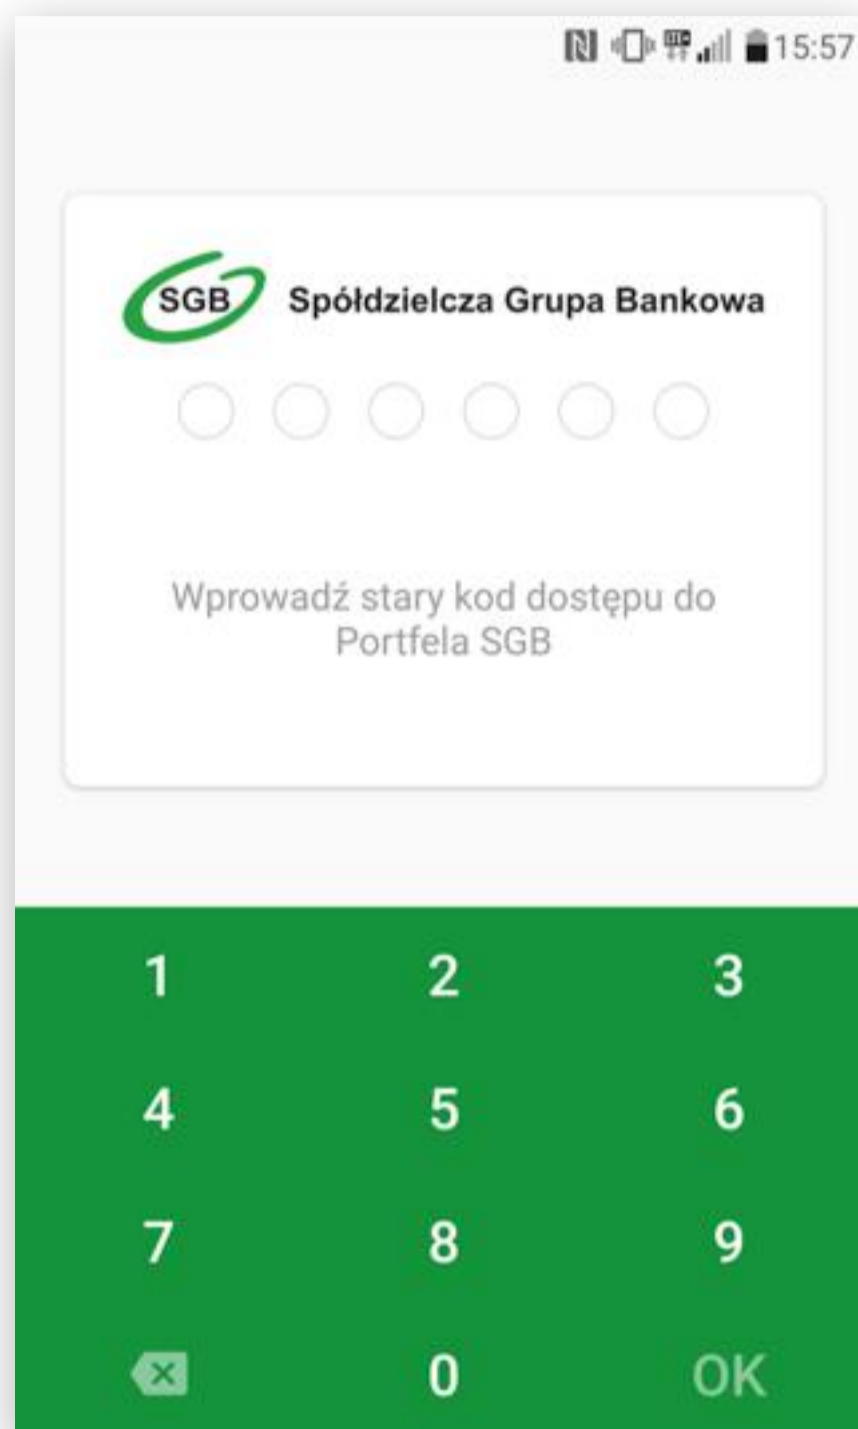 15:57
SGB Spółdzielcza Grupa Bankowa
Wprowadź stary kod dostępu do
Portfela SGB
1 2 3
4 5 6
7 8 9
0 OK